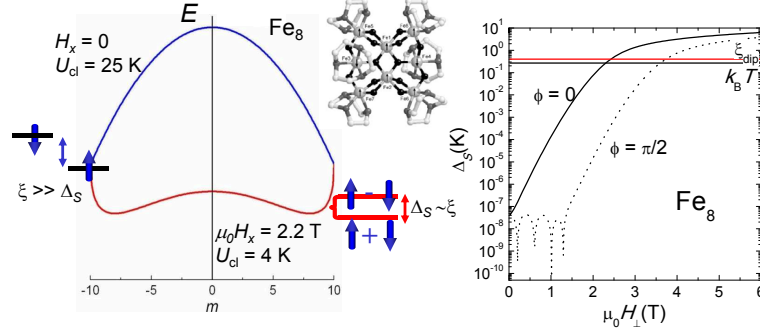 E
Fe8
Hx = 0
Ucl = 25 K
ξ >> ΔS
μ0Hx = 2.2 T
Ucl = 4 K
ΔS~ξ
-
+
-10 -5 0 5 10
m
ΔS(K)
10^1
10^0
10^-1
10^-2
10^-3
10^-4
10^-5
10^-6
10^-7
10^-8
10^-9
10^-10
ξdip
kBT
ϕ = 0
ϕ = π/2
Fe8
0 1 2 3 4 5 6
μ0H⊥(T)